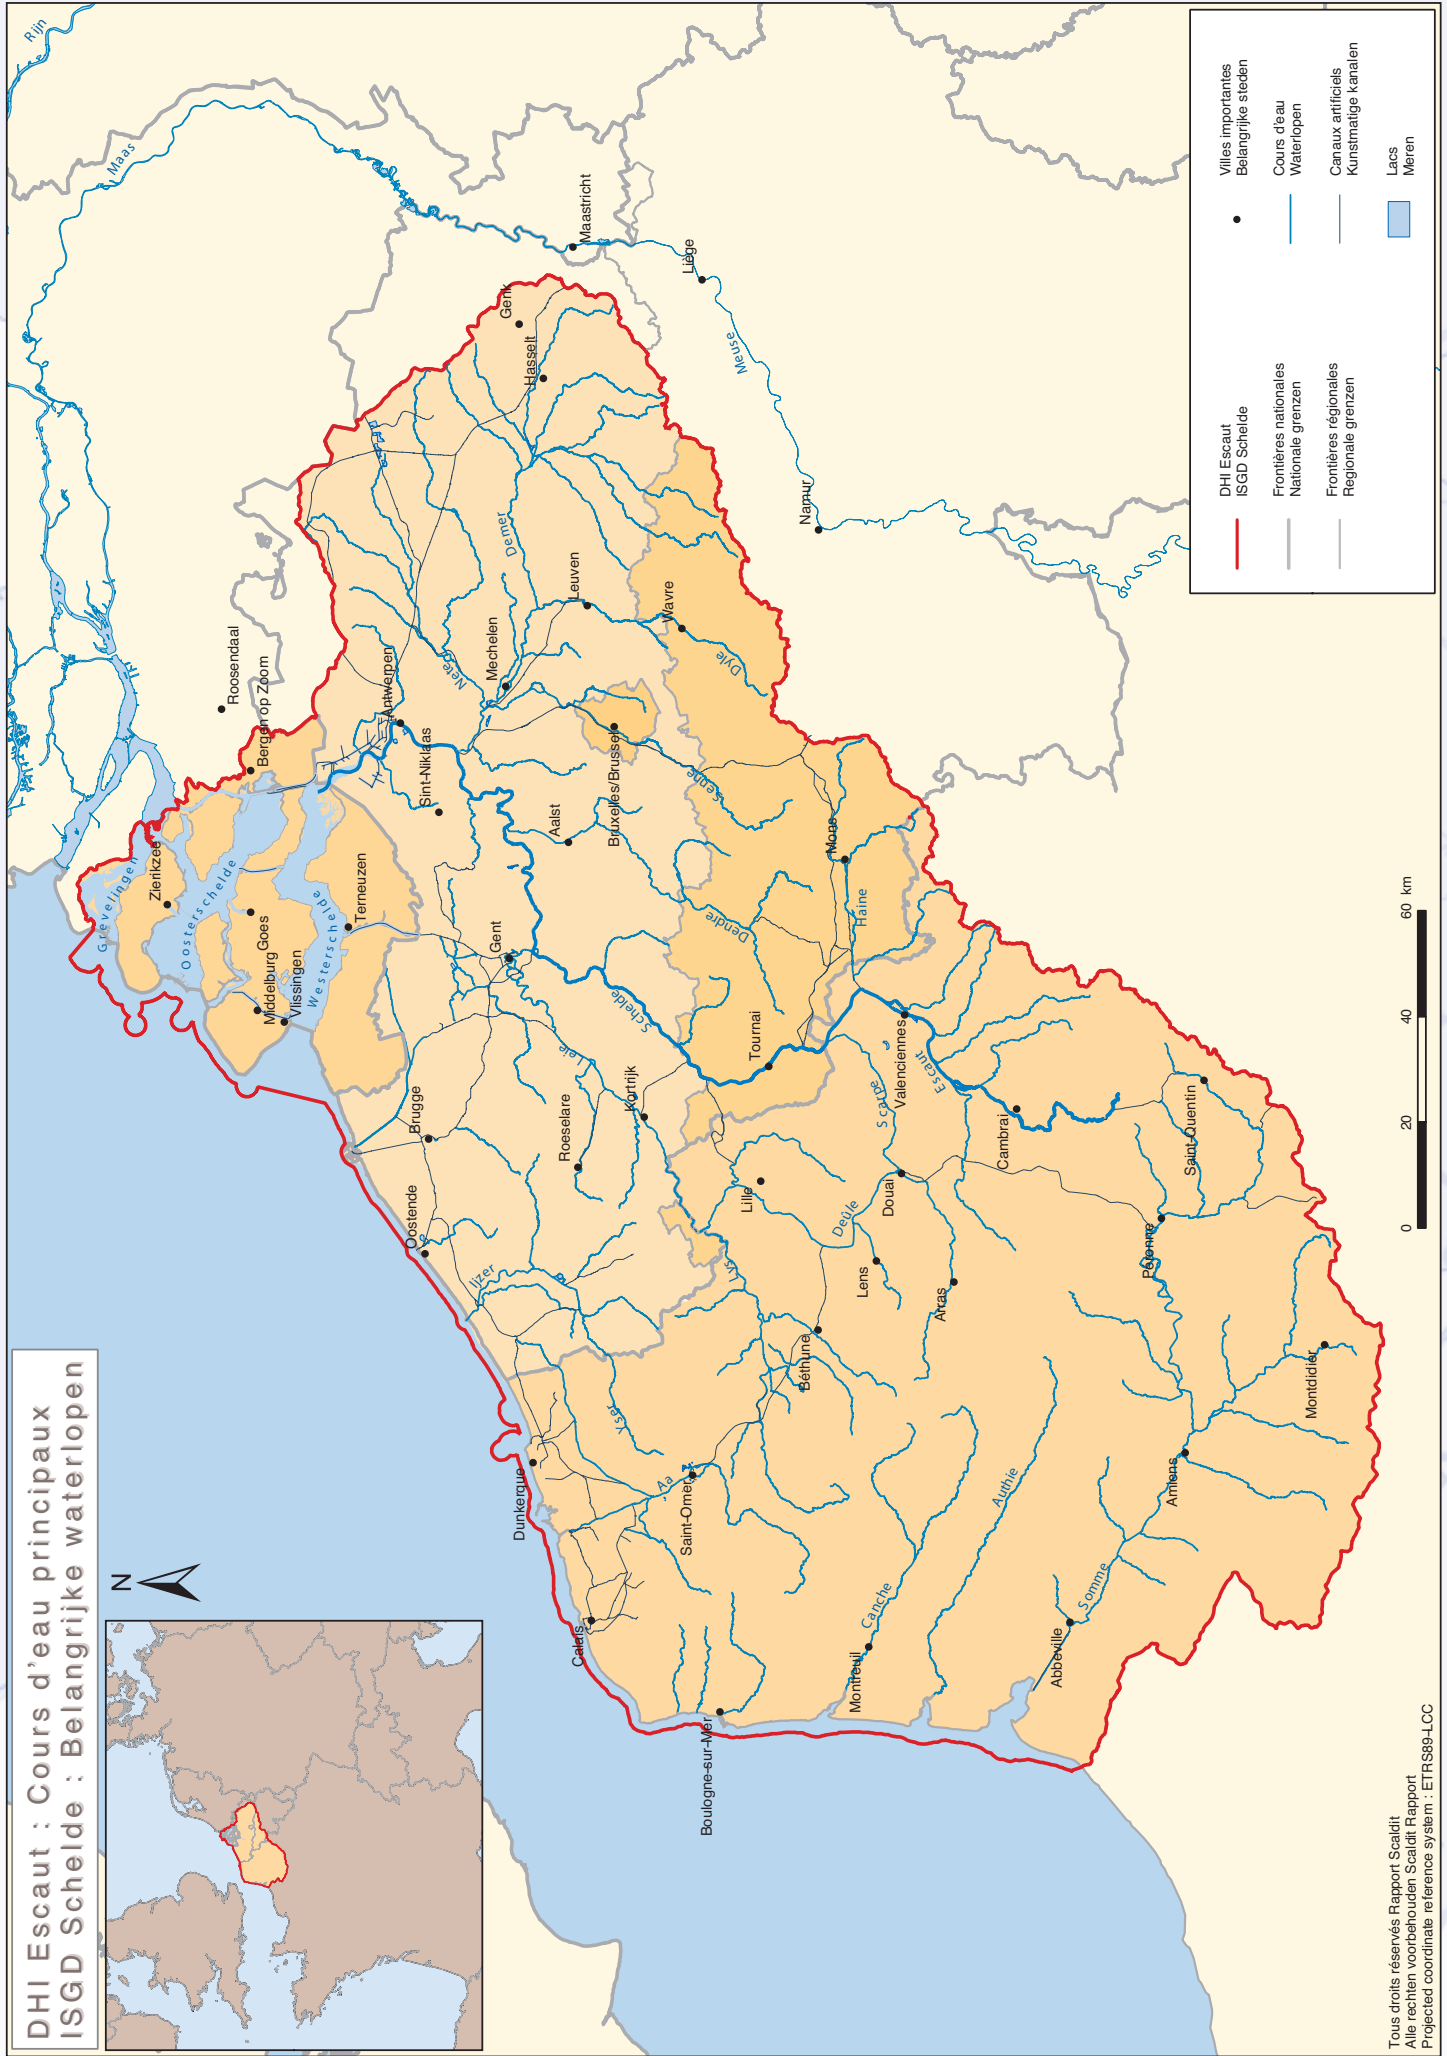 DHI Escaut : Cours d'eau principaux
ISGD Schelde : Belangrijke waterlopen
N
Rijn
Maas
Maastricht
Liège
Meuse
Namur
Genk
Hasselt
Demer
Leuven
Wavre
Dyle
Mechelen
Nete
Antwerpen
Sint-Niklaas
Roosendaal
Bergen op Zoom
Bruxelles/Brussel
Senne
Aalst
Mons
Haine
Dendre
Zierikzee
Grevelingen
Oosterschelde
Goes
Middelburg
Vlissingen
Westerschelde
Terneuzen
Gent
Schelde
Leie
Tournai
Valenciennes
Escaut
Scarpe
Cambrai
Saint-Quentin
Brugge
Roeselare
Kortrijk
Oostende
Ijzer
Lille
Deûle
Douai
Lens
Arras
Lys
Béthune
Péronne
Montdidier
Amiens
Dunkerque
Yser
Aa
Saint-Omer
Calais
Boulogne-sur-Mer
Canche
Montreuil
Authie
Somme
Abbeville
0 20 40 60 km
DHI Escaut
ISGD Schelde
Frontières nationales
Nationale grenzen
Frontières régionales
Regionale grenzen
Villes importantes
Belangrijke steden
Cours d'eau
Waterlopen
Canaux artificiels
Kunstmatige kanalen
Lacs
Meren
Tous droits réservés Rapport Scaldit
Alle rechten voorbehouden Scaldit Rapport
Projected coordinate reference system : ETRS89-LCC